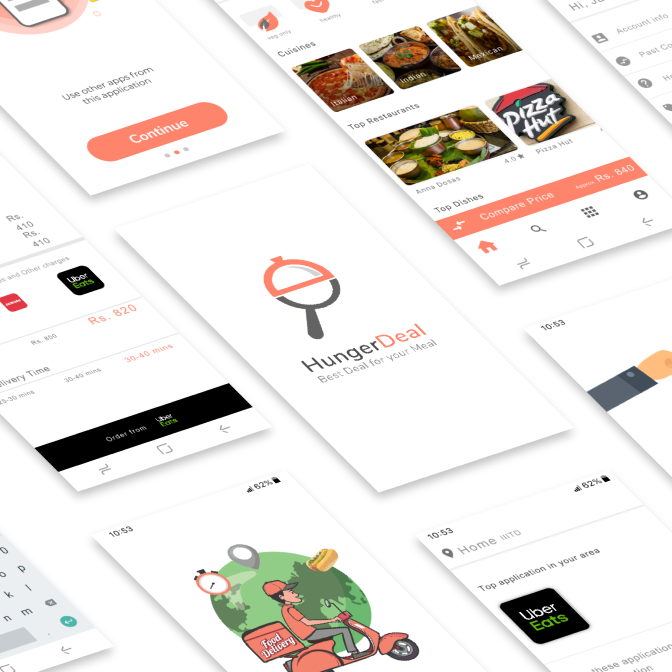 Use other apps from
this application
Continue
veg only
healthy
Cuisines
Italian
Indian
Mexican
Top Restaurants
Pizza
Hut
Anna Dosas
4.0 ★
Pizza Hut
Top Dishes
Compare Price
Approx. Rs. 840
Hi,
Account info
Past
Rs.
410
Rs.
410
and Other charges
Uber
Eats
Rs. 850
Rs. 820
Delivery Time
25-30 mins
30-40 mins
30-40 mins
Order from
Uber
Eats
HungerDeal
Best Deal for your Meal
10:53
10:53
62%
Food
Delivery
10:53
62%
Home IIITD
Top application in your area
Uber
Eats
these application
o p
k l
n m